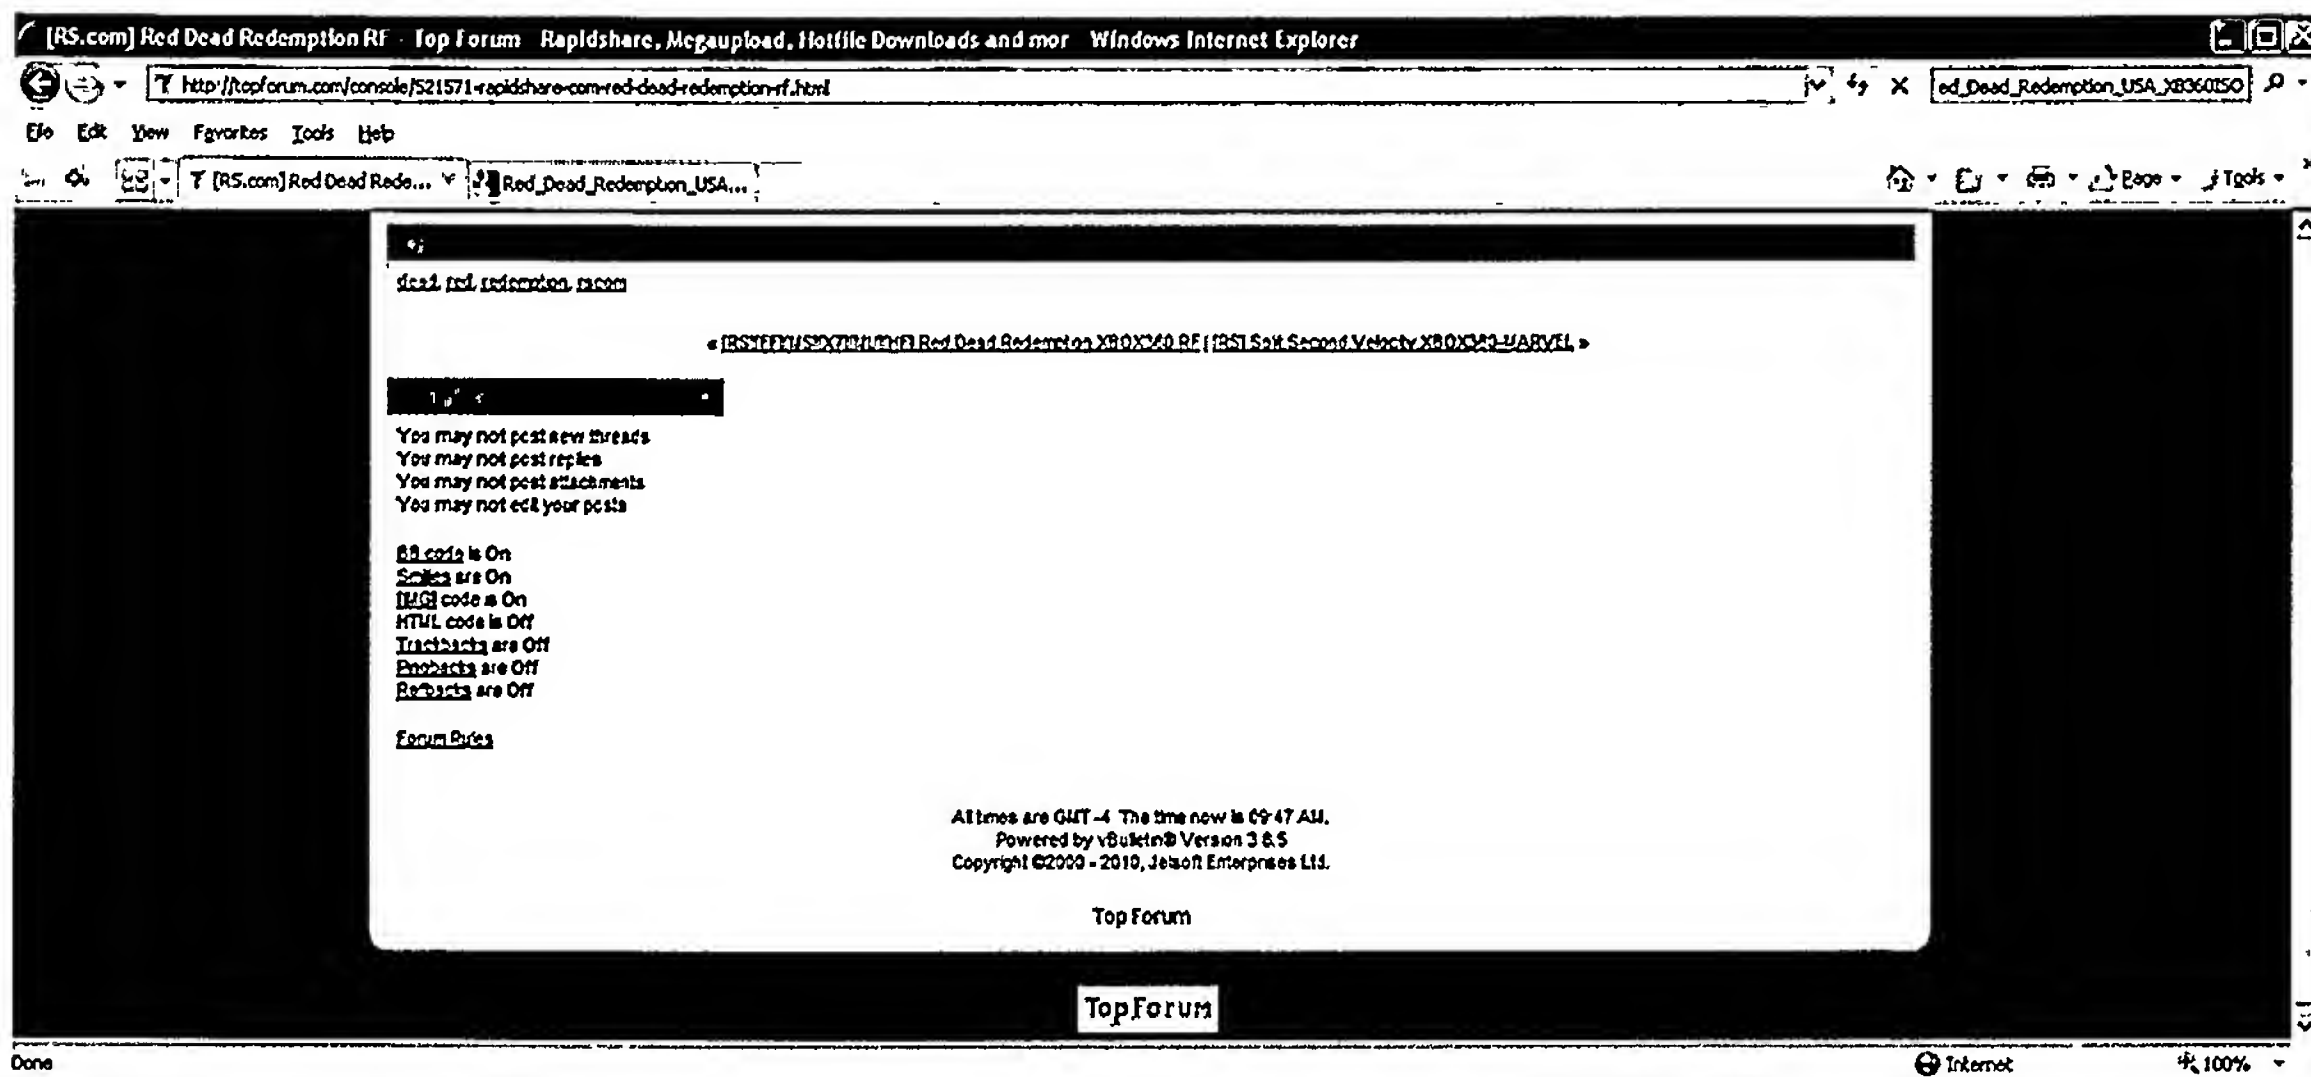 [RS.com] Red Dead Redemption RF - Top Forum Rapidshare, Megaupload, Hotfile Downloads and mor Windows Internet Explorer
http://topforum.com/console/521571-rapidshare-com-red-dead-redemption-rf.html ed_Dead_Redemption_USA_XB360ISO
File Edit View Favorites Tools Help
[RS.com] Red Dead Rede... Red_Dead_Redemption_USA... Page Tools
dead, red, redemption, rscom
« Red Dead Redemption XBOX360 RF | [RS] Split Second Velocity XBOX360-MARVEL »
You may not post new threads
You may not post replies
You may not post attachments
You may not edit your posts
BB code is On
Smilies are On
[IMG] code is On
HTML code is Off
Trackbacks are Off
Pingbacks are Off
Refbacks are Off
Forum Rules
All times are GMT -4 The time now is 09:47 AM.
Powered by vBulletin® Version 3.8.5
Copyright ©2000 - 2010, Jelsoft Enterprises Ltd.
Top Forum
TopForum
Done Internet 100%